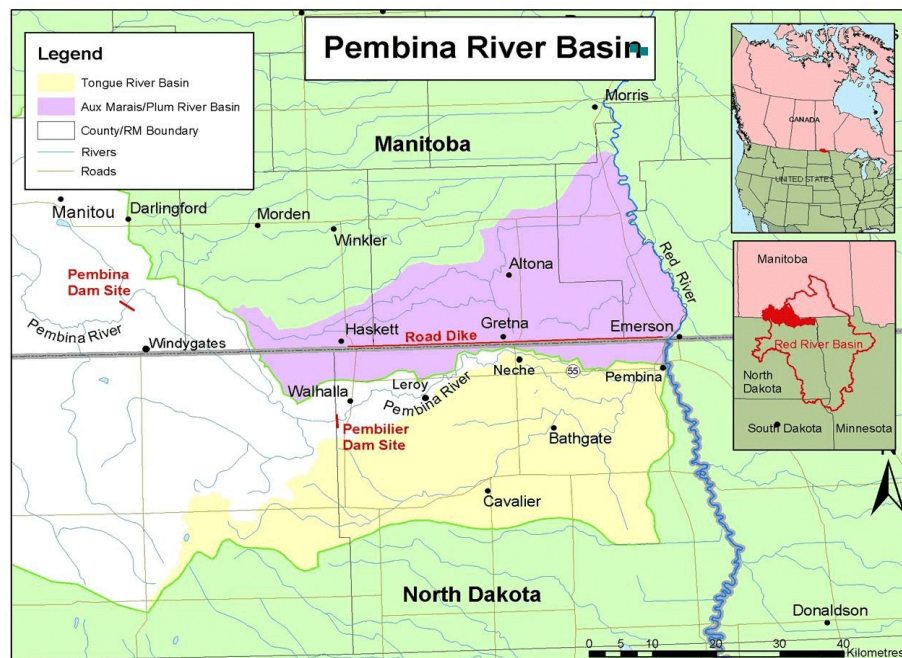 Pembina River Basin
Legend
Tongue River Basin
Aux Marais/Plum River Basin
County/RM Boundary
Rivers
Roads
Morris
Manitoba
Manitou
Darlingford
Morden
Winkler
Altona
Red River
Pembina
Dam Site
Pembina River
Windygates
Haskett
Road Dike
Gretna
Emerson
Neche
55
Pembina
Walhalla
Leroy
Pembina River
Pembilier
Dam Site
Bathgate
Cavalier
North Dakota
Donaldson
0 5 10 20 30 40
Kilometres
CANADA
UNITED STATES
Manitoba
Red River Basin
North
Dakota
South Dakota
Minnesota
N